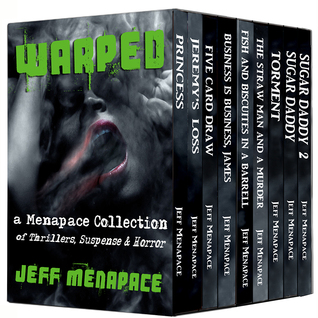 WARPED
a Menapace Collection
of Thrillers, Suspense & Horror
JEFF MENAPACE
PRINCESS
JEFF MENAPACE
JEREMY'S LOSS
JEFF MENAPACE
FIVE CARD DRAW
JEFF MENAPACE
BUSINESS IS BUSINESS, JAMES
JEFF MENAPACE
FISH AND BISCUITES IN A BARRELL
JEFF MENAPACE
THE STRAW MAN AND A MURDER
JEFF MENAPACE
TORMENT
JEFF MENAPACE
SUGAR DADDY
JEFF MENAPACE
SUGAR DADDY 2
JEFF MENAPACE